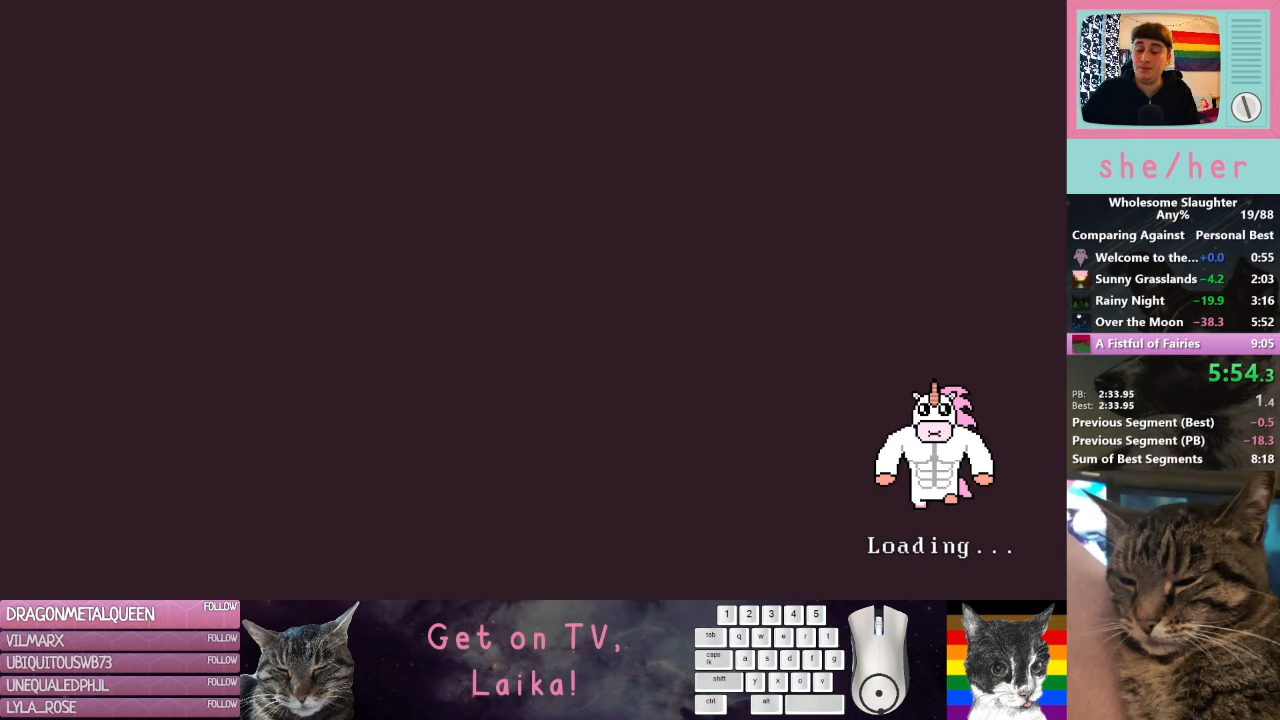 she/her
Wholesome Slaughter
Any% 19/88
Comparing Against Personal Best
Welcome to the... +0.0 0:55
Sunny Grasslands −4.2 2:03
Rainy Night −19.9 3:16
Over the Moon −38.3 5:52
A Fistful of Fairies 9:05
5:54.3
PB: 2:33.95
Best: 2:33.95
1.4
Previous Segment (Best) −0.5
Previous Segment (PB) −18.3
Sum of Best Segments 8:18
Loading...
DRAGONMETALQUEEN FOLLOW
VILMARX FOLLOW
UBIQUITOUSWB73 FOLLOW
UNEQUALEDPHJL FOLLOW
LYLA_ROSE FOLLOW
Get on TV,
Laika!
1 2 3 4 5
tab q w e r t
caps lk a s d f g
shift y x o v
ctrl alt